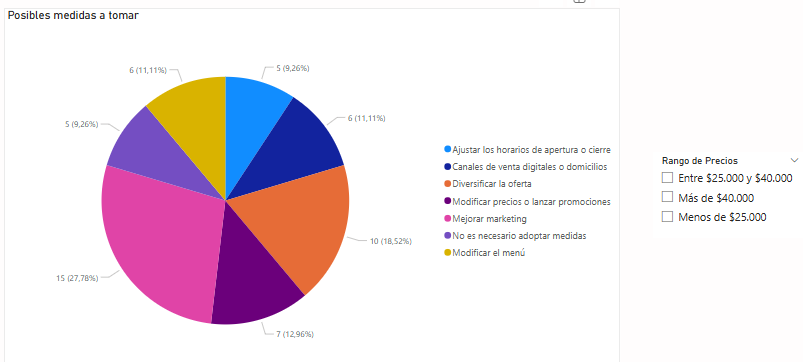 Posibles medidas a tomar
5 (9,26%)
6 (11,11%)
10 (18,52%)
7 (12,96%)
15 (27,78%)
5 (9,26%)
6 (11,11%)
Ajustar los horarios de apertura o cierre
Canales de venta digitales o domicilios
Diversificar la oferta
Modificar precios o lanzar promociones
Mejorar marketing
No es necesario adoptar medidas
Modificar el menú
Rango de Precios
Entre $25.000 y $40.000
Más de $40.000
Menos de $25.000